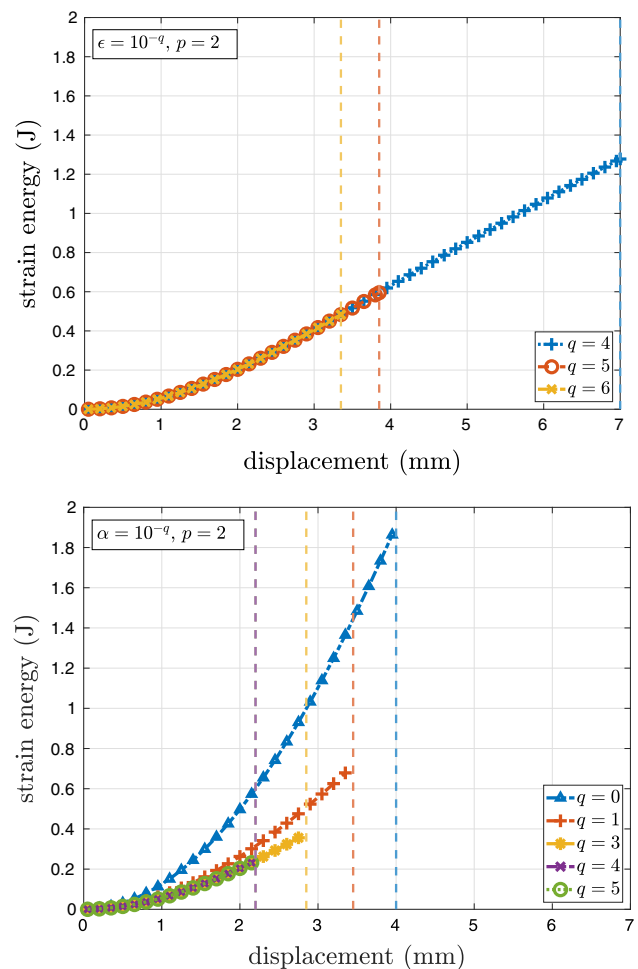 2
ϵ = 10^{-q}, p = 2
1.8
1.6
1.4
1.2
1
0.8
0.6
0.4
0.2
0
strain energy (J)
q = 4
q = 5
q = 6
0 1 2 3 4 5 6 7
displacement (mm)
2
α = 10^{-q}, p = 2
1.8
1.6
1.4
1.2
1
0.8
0.6
0.4
0.2
0
strain energy (J)
q = 0
q = 1
q = 3
q = 4
q = 5
0 1 2 3 4 5 6 7
displacement (mm)